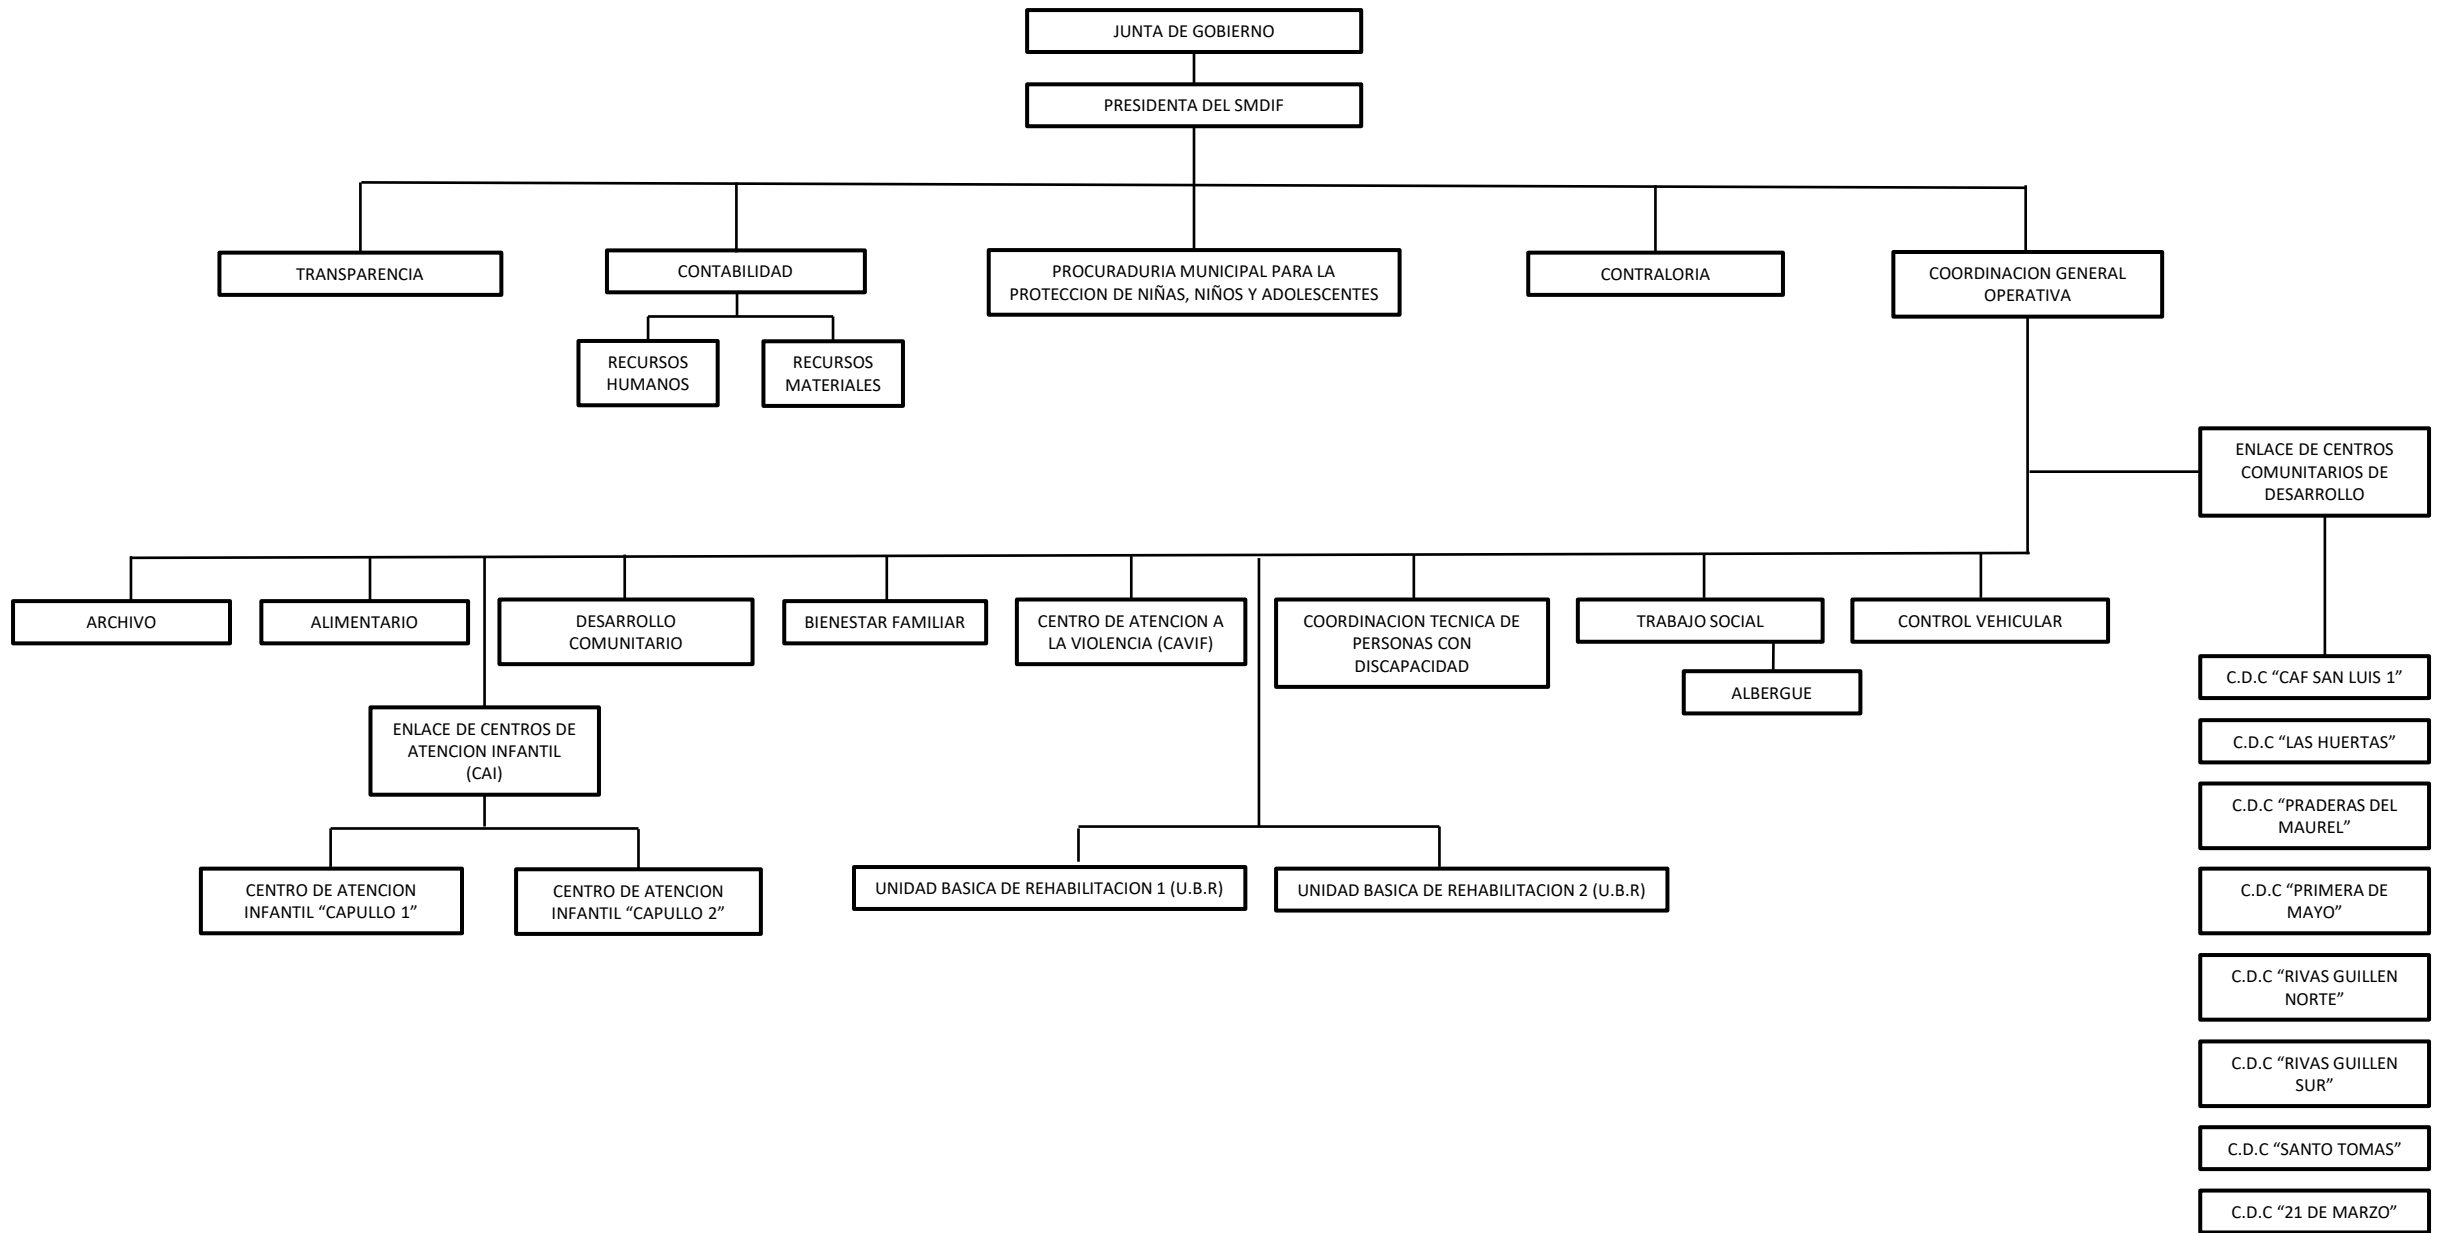 JUNTA DE GOBIERNO
PRESIDENTA DEL SMDIF
TRANSPARENCIA
CONTABILIDAD
PROCURADURIA MUNICIPAL PARA LA
PROTECCION DE NIÑAS, NIÑOS Y ADOLESCENTES
CONTRALORIA
COORDINACION GENERAL
OPERATIVA
RECURSOS
HUMANOS
RECURSOS
MATERIALES
ENLACE DE CENTROS
COMUNITARIOS DE
DESARROLLO
ARCHIVO
ALIMENTARIO
DESARROLLO
COMUNITARIO
BIENESTAR FAMILIAR
CENTRO DE ATENCION A
LA VIOLENCIA (CAVIF)
COORDINACION TECNICA DE
PERSONAS CON
DISCAPACIDAD
TRABAJO SOCIAL
CONTROL VEHICULAR
ALBERGUE
ENLACE DE CENTROS DE
ATENCION INFANTIL
(CAI)
CENTRO DE ATENCION
INFANTIL “CAPULLO 1”
CENTRO DE ATENCION
INFANTIL “CAPULLO 2”
UNIDAD BASICA DE REHABILITACION 1 (U.B.R)
UNIDAD BASICA DE REHABILITACION 2 (U.B.R)
C.D.C “CAF SAN LUIS 1”
C.D.C “LAS HUERTAS”
C.D.C “PRADERAS DEL
MAUREL”
C.D.C “PRIMERA DE
MAYO”
C.D.C “RIVAS GUILLEN
NORTE”
C.D.C “RIVAS GUILLEN
SUR”
C.D.C “SANTO TOMAS”
C.D.C “21 DE MARZO”